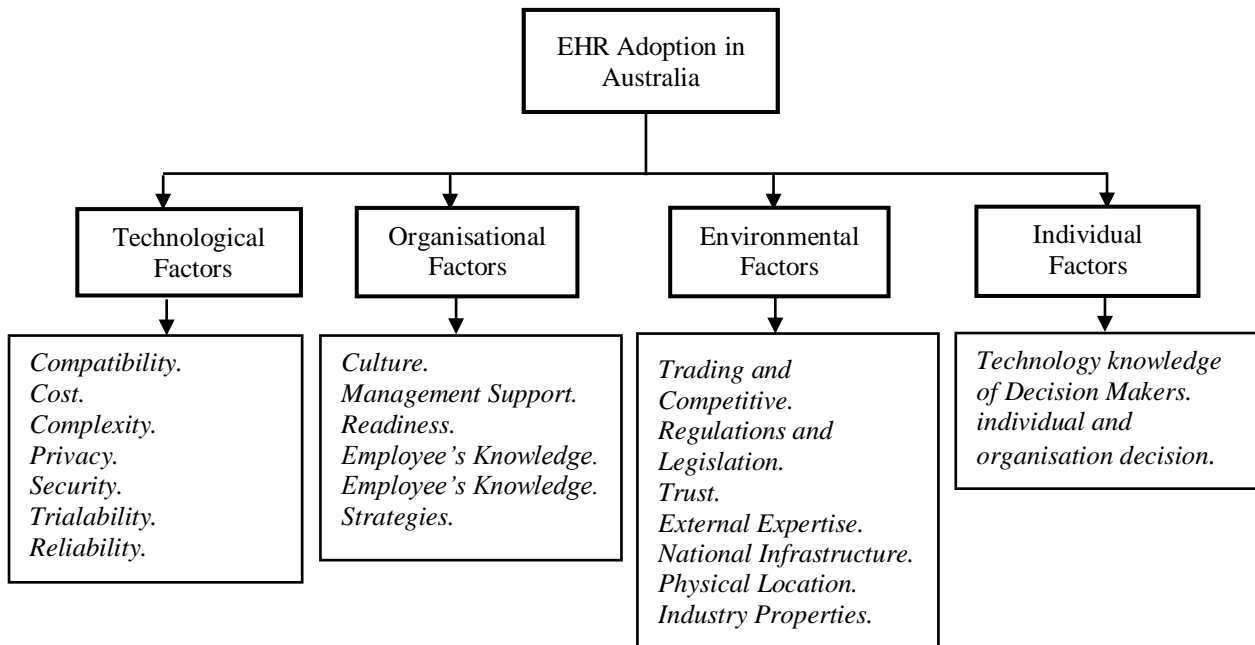 EHR Adoption in
Australia
Technological
Factors
Organisational
Factors
Environmental
Factors
Individual
Factors
Compatibility.
Cost.
Complexity.
Privacy.
Security.
Trialability.
Reliability.
Culture.
Management Support.
Readiness.
Employee’s Knowledge.
Employee’s Knowledge.
Strategies.
Trading and
Competitive.
Regulations and
Legislation.
Trust.
External Expertise.
National Infrastructure.
Physical Location.
Industry Properties.
Technology knowledge
of Decision Makers.
individual and
organisation decision.